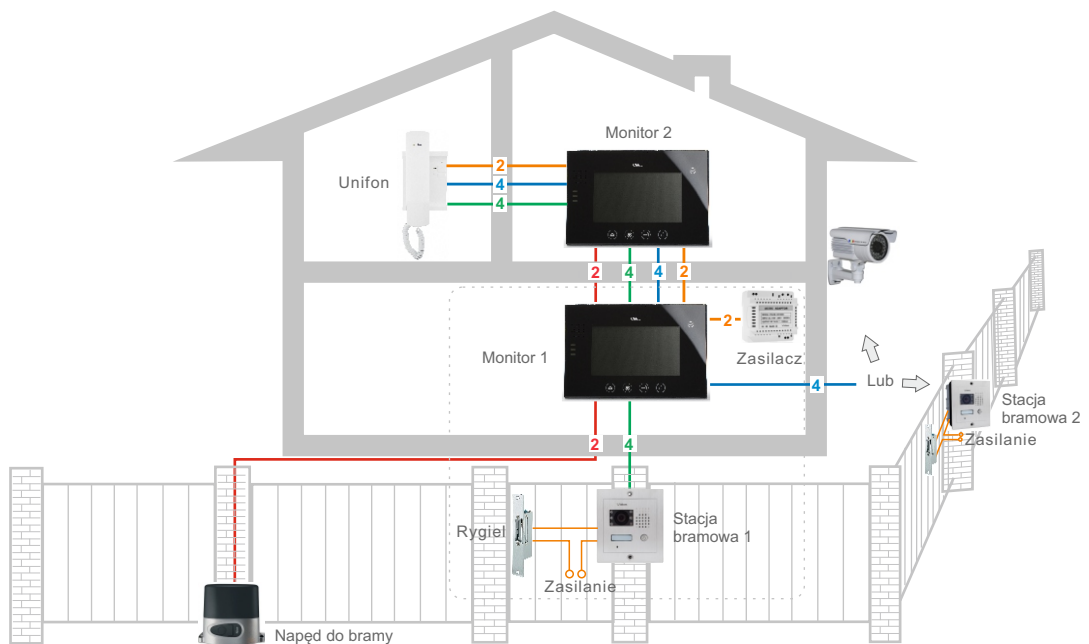 Monitor 2
Unifon
2
4
4
2
4
4
2
Monitor 1
2
Zasilacz
4
Lub
Stacja
bramowa 2
Zasilanie
2
4
Rygiel
Stacja
bramowa 1
Zasilanie
Napęd do bramy